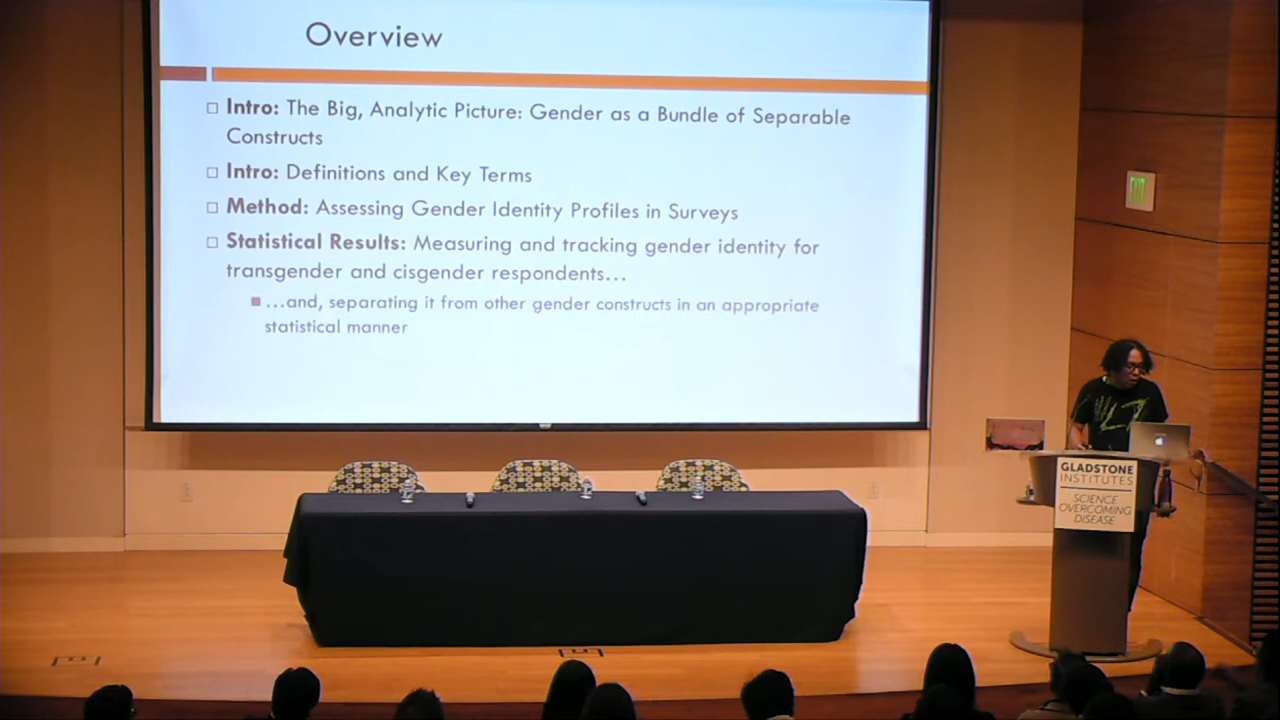 Overview
Intro: The Big, Analytic Picture: Gender as a Bundle of Separable
Constructs
Intro: Definitions and Key Terms
Method: Assessing Gender Identity Profiles in Surveys
Statistical Results: Measuring and tracking gender identity for
transgender and cisgender respondents…
…and, separating it from other gender constructs in an appropriate
statistical manner
EXIT
GLADSTONE
INSTITUTES
SCIENCE
OVERCOMING
DISEASE